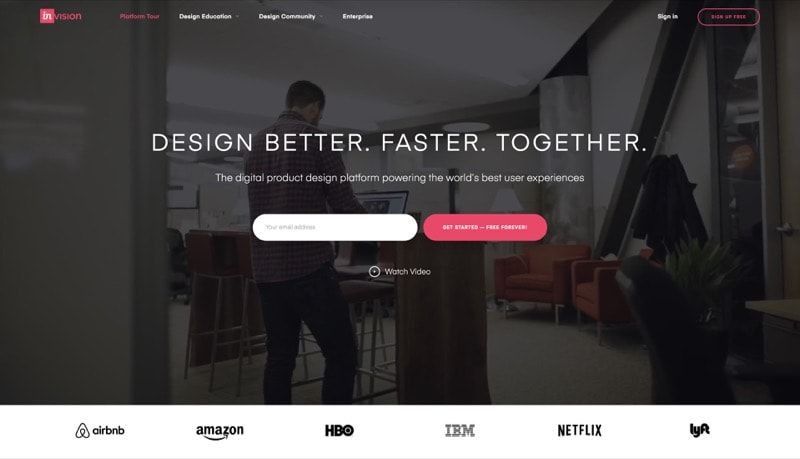 invision
Platform Tour
Design Education
Design Community
Enterprise
Sign in
SIGN UP FREE
DESIGN BETTER. FASTER. TOGETHER.
The digital product design platform powering the world's best user experiences
Your email address
GET STARTED — FREE FOREVER!
Watch Video
airbnb
amazon
HBO
IBM
NETFLIX
lyft